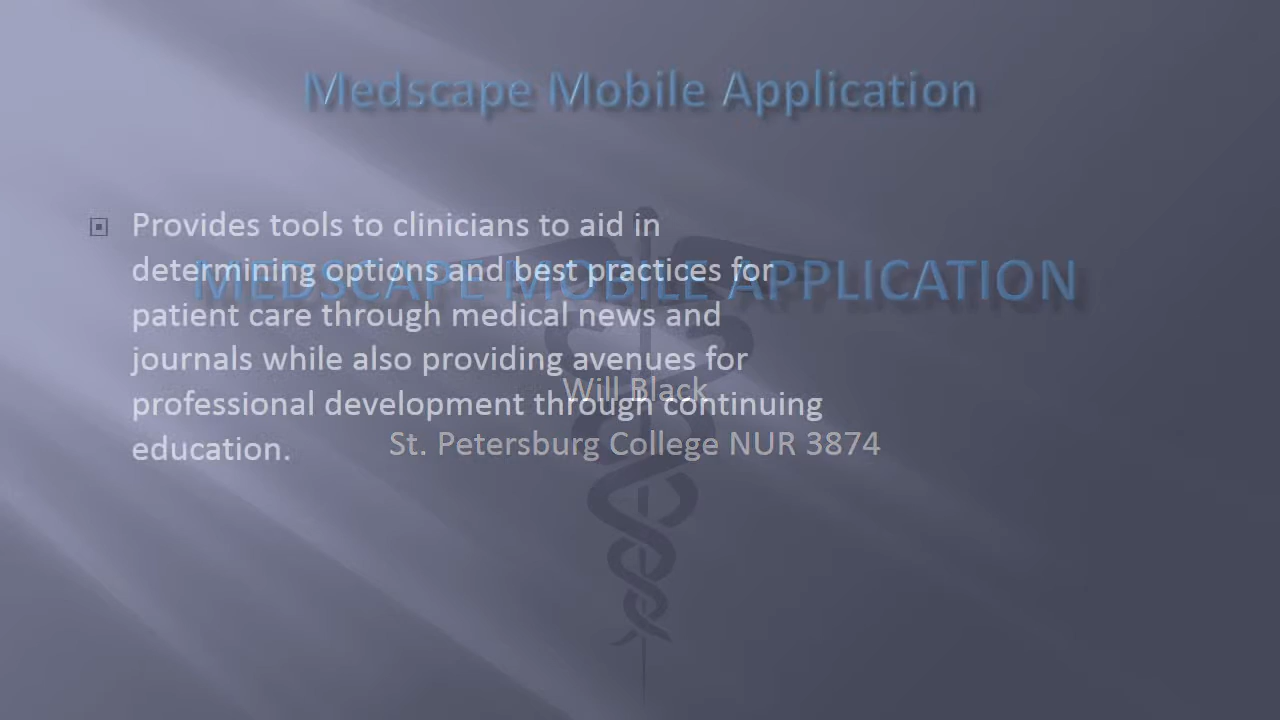 Medscape Mobile Application
Provides tools to clinicians to aid in
determining options and best practices for
patient care through medical news and
journals while also providing avenues for
professional development through continuing
education.
MEDSCAPE MOBILE APPLICATION
Will Black
St. Petersburg College NUR 3874